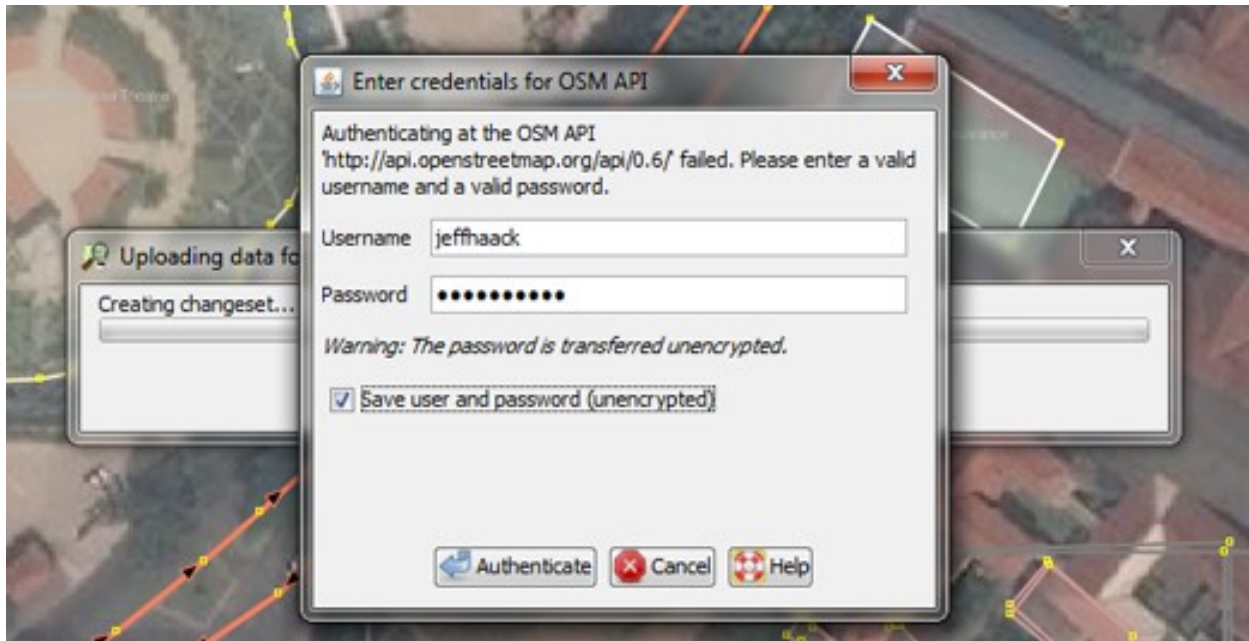 Enter credentials for OSM API
Authenticating at the OSM API
'http://api.openstreetmap.org/api/0.6/' failed. Please enter a valid
username and a valid password.
Username jeffhaack
Password ●●●●●●●●●●
Warning: The password is transferred unencrypted.
Save user and password (unencrypted)
Authenticate Cancel Help
Uploading data fo
Creating changeset...